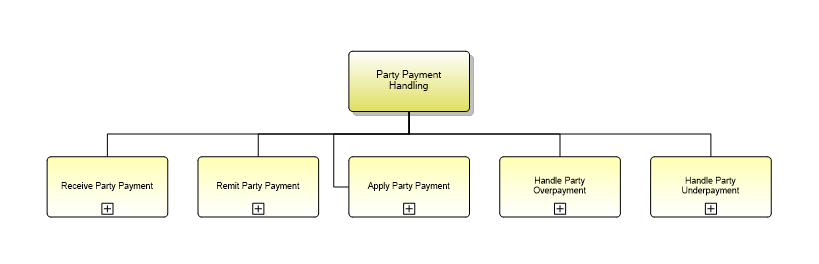 Party Payment
Handling
Receive Party Payment
Remit Party Payment
Apply Party Payment
Handle Party
Overpayment
Handle Party
Underpayment